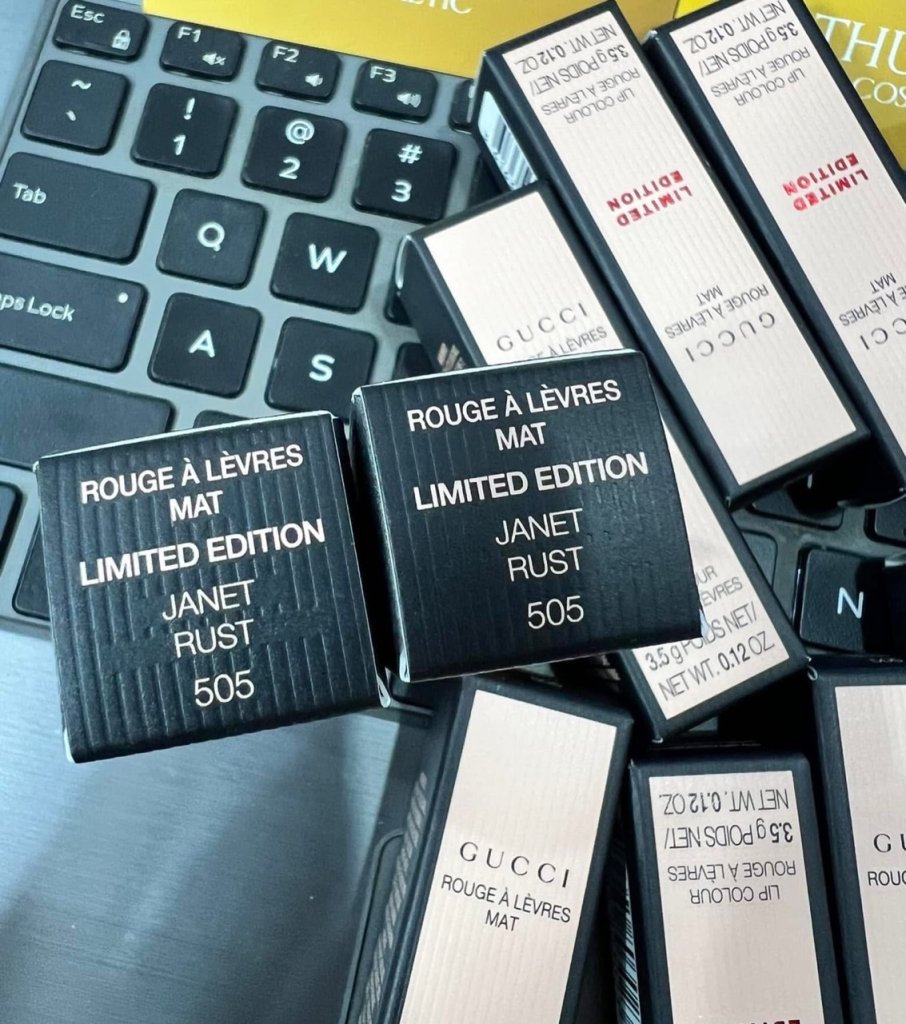 Esc
F1
F2
F3
~
`
!
1
@
2
#
3
Tab
Q
W
Lock
A
S
N
ROUGE À LÈVRES
MAT
LIMITED EDITION
JANET
RUST
505
ROUGE À LÈVRES
MAT
LIMITED EDITION
JANET
RUST
505
GUCCI
ROUGE À LÈVRES
MAT
LIMITED
EDITION
LIP COLOUR
ROUGE À LÈVRES
3.5 g POIDS NET/
NET WT. 0.12 OZ
GUCCI
À LÈVRES
MAT
LIMITED
EDITION
LIP COLOUR
ROUGE À LÈVRES
3.5 g POIDS NET/
NET WT. 0.12 OZ
GUCCI
À LÈVRES
3.5 g POIDS NET/
NET WT. 0.12 OZ
GUCCI
ROUGE À LÈVRES
MAT
LIP COLOUR
ROUGE À LÈVRES
3.5 g POIDS NET/
NET WT. 0.12 OZ